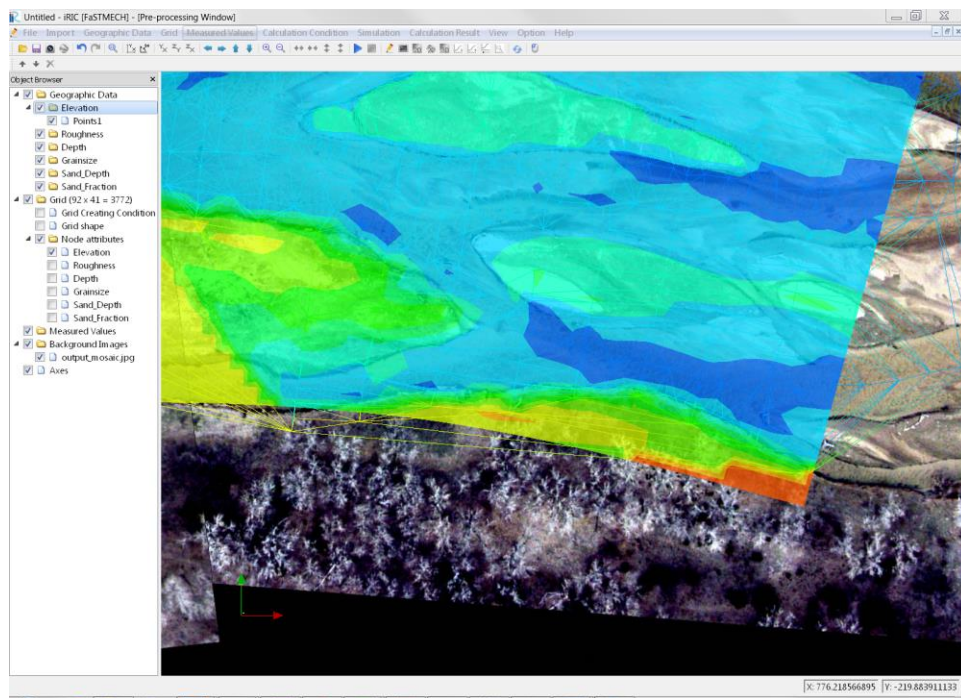 Untitled - iRIC [FaSTMECH] - [Pre-processing Window]
File Import Geographic Data Grid Measured Values Calculation Condition Simulation Calculation Result View Option Help
Object Browser
Geographic Data
Elevation
Points1
Roughness
Depth
Grainsize
Sand_Depth
Sand_Fraction
Grid (92 x 41 = 3772)
Grid Creating Condition
Grid shape
Node attributes
Elevation
Roughness
Depth
Grainsize
Sand_Depth
Sand_Fraction
Measured Values
Background Images
output_mosaic.jpg
Axes
X: 776.218566895 Y: -219.883911133